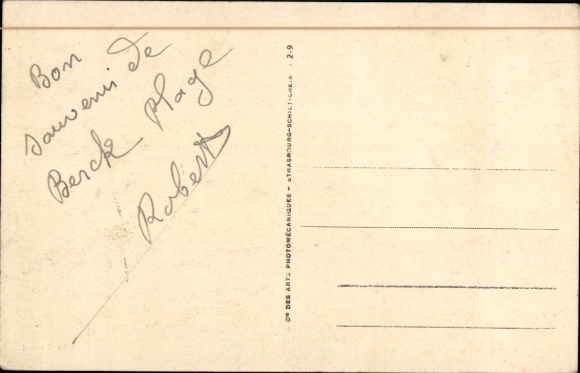 Bon
souvenir de
Berck Plage
Robert
Cie DES ARTS PHOTOMÉCANIQUES - STRASBOURG-SCHILTIGHEIM - 2-9